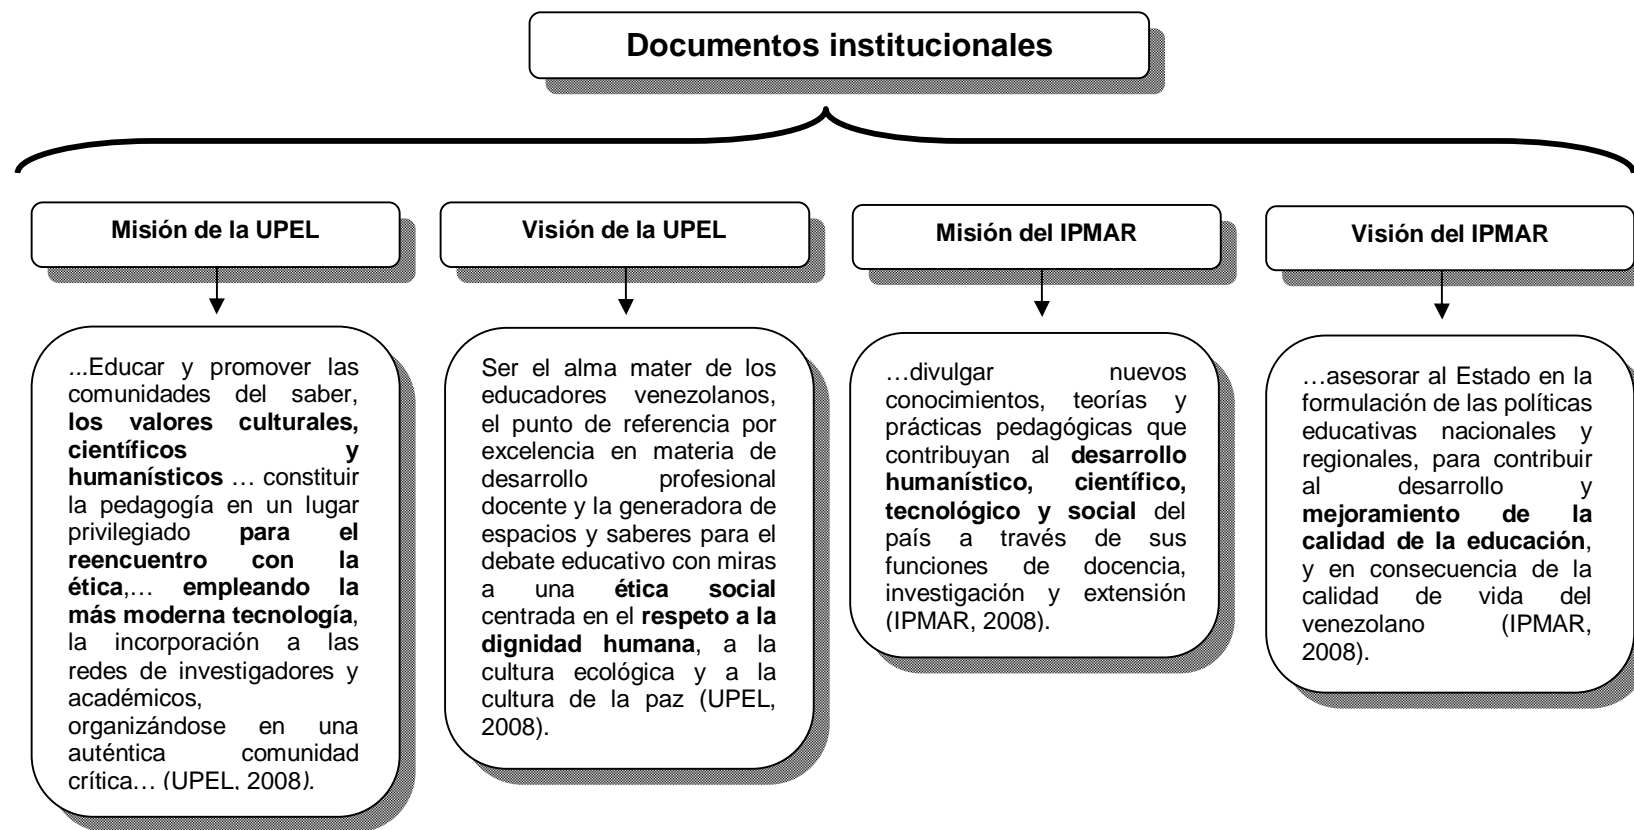 Documentos institucionales
Misión de la UPEL
...Educar y promover las
comunidades del saber,
los valores culturales,
científicos y
humanísticos … constituir
la pedagogía en un lugar
privilegiado para el
reencuentro con la
ética,… empleando la
más moderna tecnología,
la incorporación a las
redes de investigadores y
académicos,
organizándose en una
auténtica comunidad
crítica… (UPEL, 2008).
Visión de la UPEL
Ser el alma mater de los
educadores venezolanos,
el punto de referencia por
excelencia en materia de
desarrollo profesional
docente y la generadora de
espacios y saberes para el
debate educativo con miras
a una ética social
centrada en el respeto a la
dignidad humana, a la
cultura ecológica y a la
cultura de la paz (UPEL,
2008).
Misión del IPMAR
…divulgar nuevos
conocimientos, teorías y
prácticas pedagógicas que
contribuyan al desarrollo
humanístico, científico,
tecnológico y social del
país a través de sus
funciones de docencia,
investigación y extensión
(IPMAR, 2008).
Visión del IPMAR
…asesorar al Estado en la
formulación de las políticas
educativas nacionales y
regionales, para contribuir
al desarrollo y
mejoramiento de la
calidad de la educación,
y en consecuencia de la
calidad de vida del
venezolano (IPMAR,
2008).